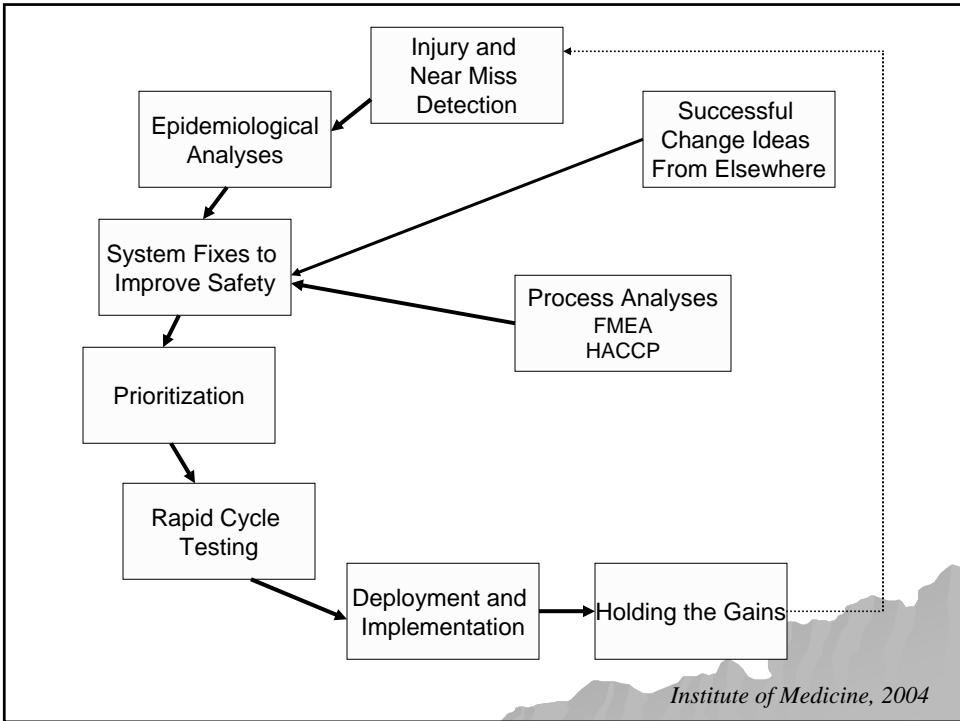 Injury and
Near Miss
Detection
Epidemiological
Analyses
Successful
Change Ideas
From Elsewhere
System Fixes to
Improve Safety
Process Analyses
FMEA
HACCP
Prioritization
Rapid Cycle
Testing
Deployment and
Implementation
Holding the Gains
Institute of Medicine, 2004